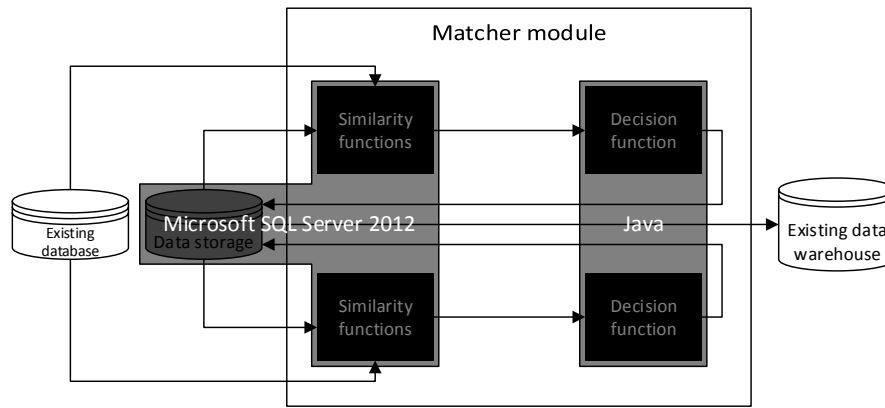 Matcher module
Similarity
functions
Decision
function
Existing
database
Microsoft SQL Server 2012
Data storage
Java
Existing data
warehouse
Similarity
functions
Decision
function